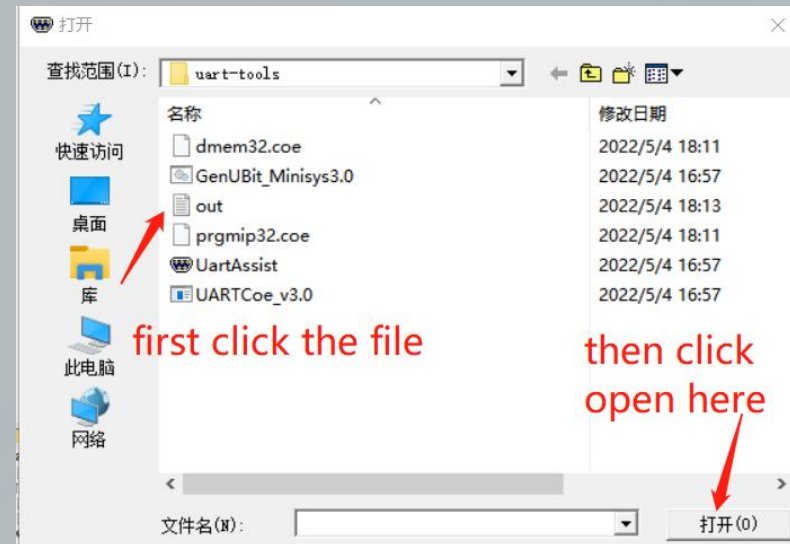 打开
查找范围(I):
uart-tools
名称
修改日期
快速访问
dmem32.coe
2022/5/4 18:11
GenUBit_Minisys3.0
2022/5/4 16:57
桌面
out
2022/5/4 18:13
prgmip32.coe
2022/5/4 18:11
库
UartAssist
2022/5/4 16:57
UARTCoe_v3.0
2022/5/4 16:57
此电脑
first click the file
then click
open here
网络
文件名(N):
打开(O)